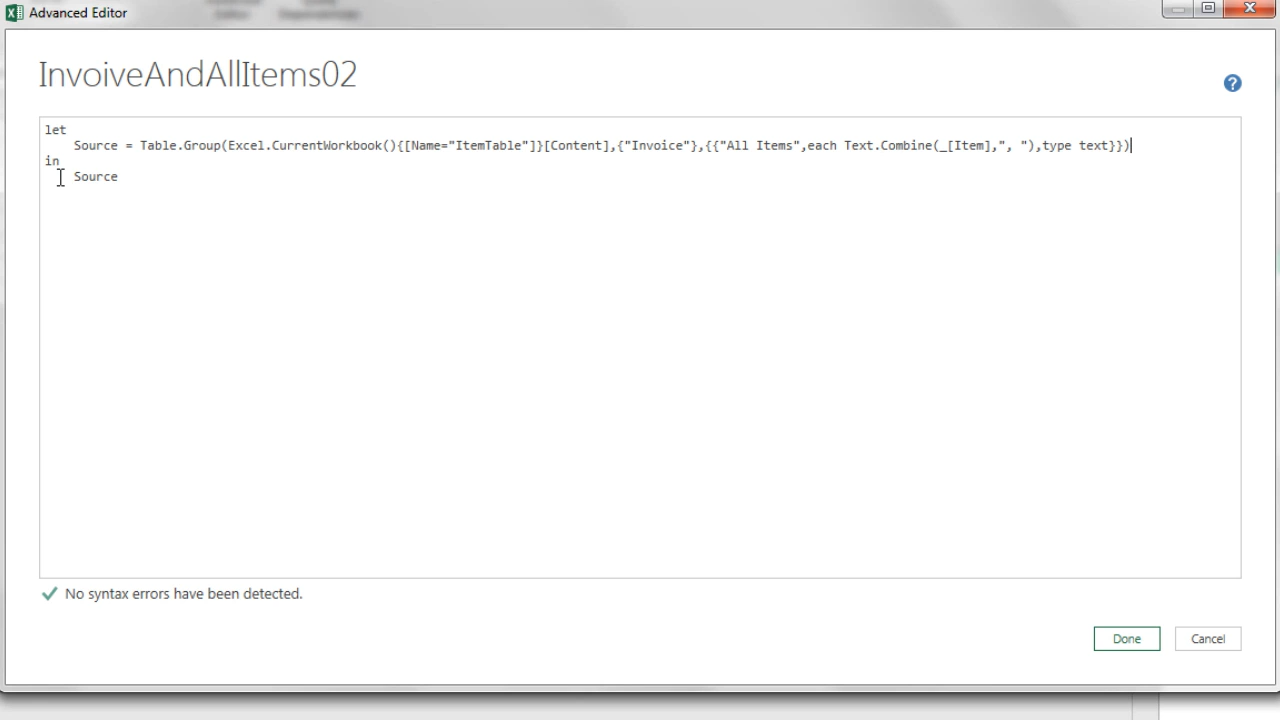 Advanced Editor
InvoiveAndAllItems02
?
let
Source = Table.Group(Excel.CurrentWorkbook(){[Name="ItemTable"]}[Content],{"Invoice"},{{"All Items",each Text.Combine(_[Item],", "),type text}})
in
Source
No syntax errors have been detected.
Done
Cancel